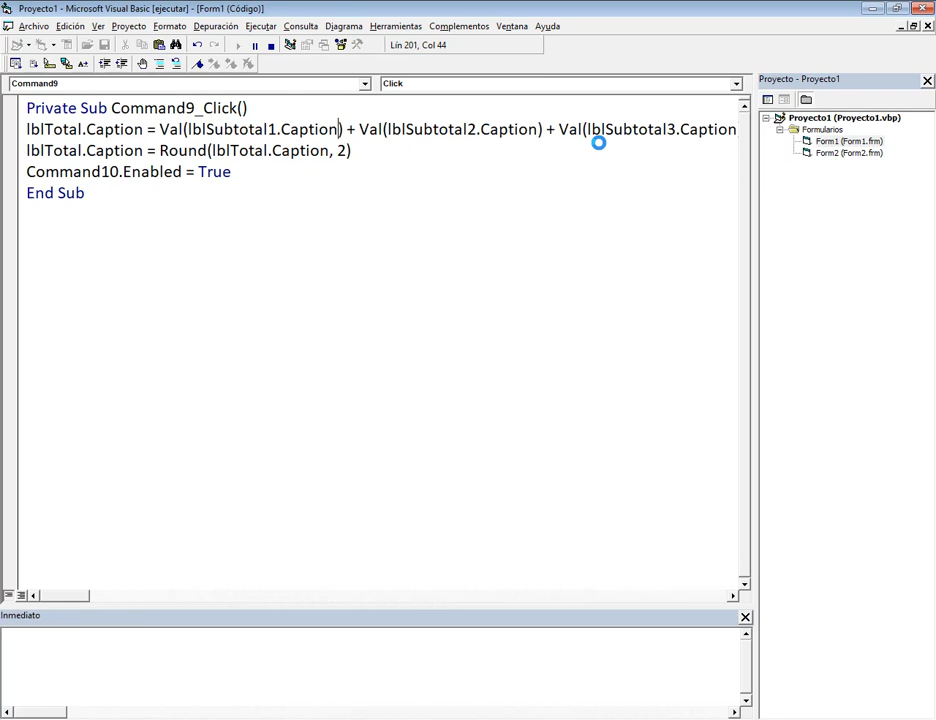 Proyecto1 - Microsoft Visual Basic [ejecutar] - [Form1 (Código)]
Archivo Edición Ver Proyecto Formato Depuración Ejecutar Consulta Diagrama Herramientas Complementos Ventana Ayuda
Lín 201, Col 44
Command9 Click
Private Sub Command9_Click()
lblTotal.Caption = Val(lblSubtotal1.Caption) + Val(lblSubtotal2.Caption) + Val(lblSubtotal3.Caption
lblTotal.Caption = Round(lblTotal.Caption, 2)
Command10.Enabled = True
End Sub
Proyecto - Proyecto1
Proyecto1 (Proyecto1.vbp)
Formularios
Form1 (Form1.frm)
Form2 (Form2.frm)
Inmediato